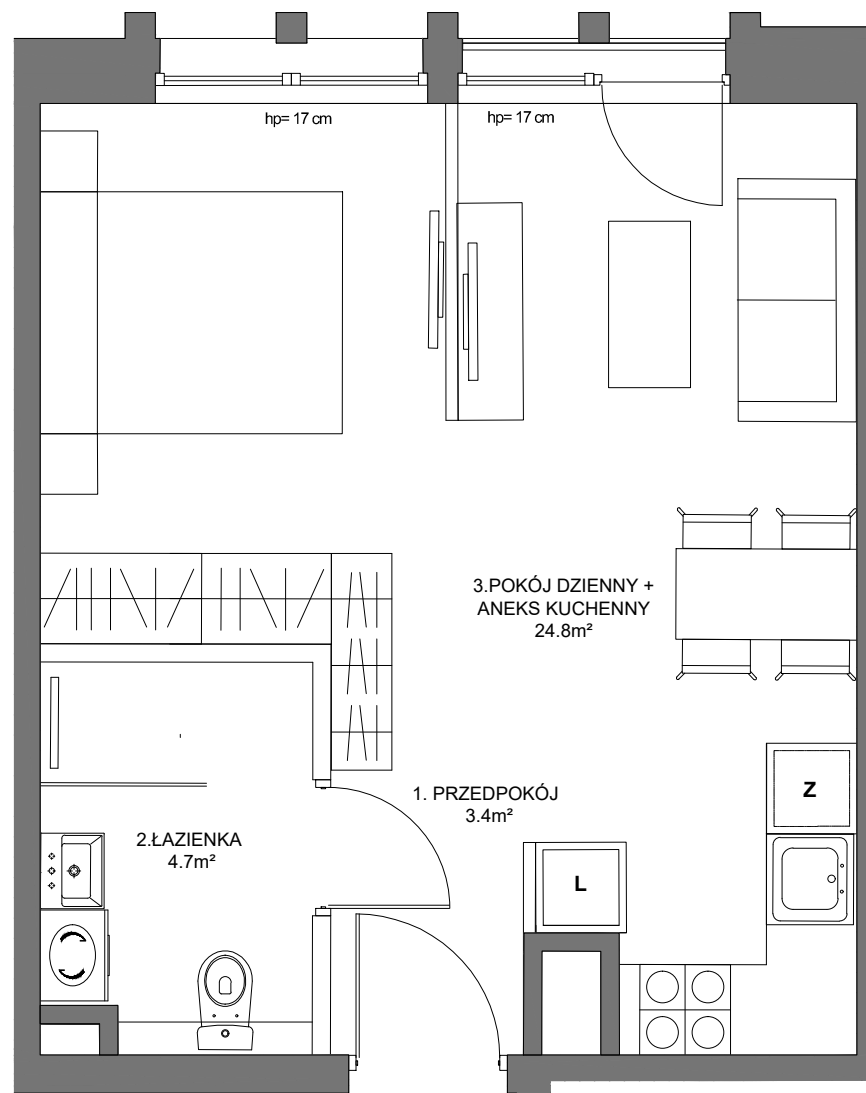 hp= 17 cm
hp= 17 cm
3.POKÓJ DZIENNY +
ANEKS KUCHENNY
24.8m²
1. PRZEDPOKÓJ
3.4m²
Z
2.ŁAZIENKA
4.7m²
L